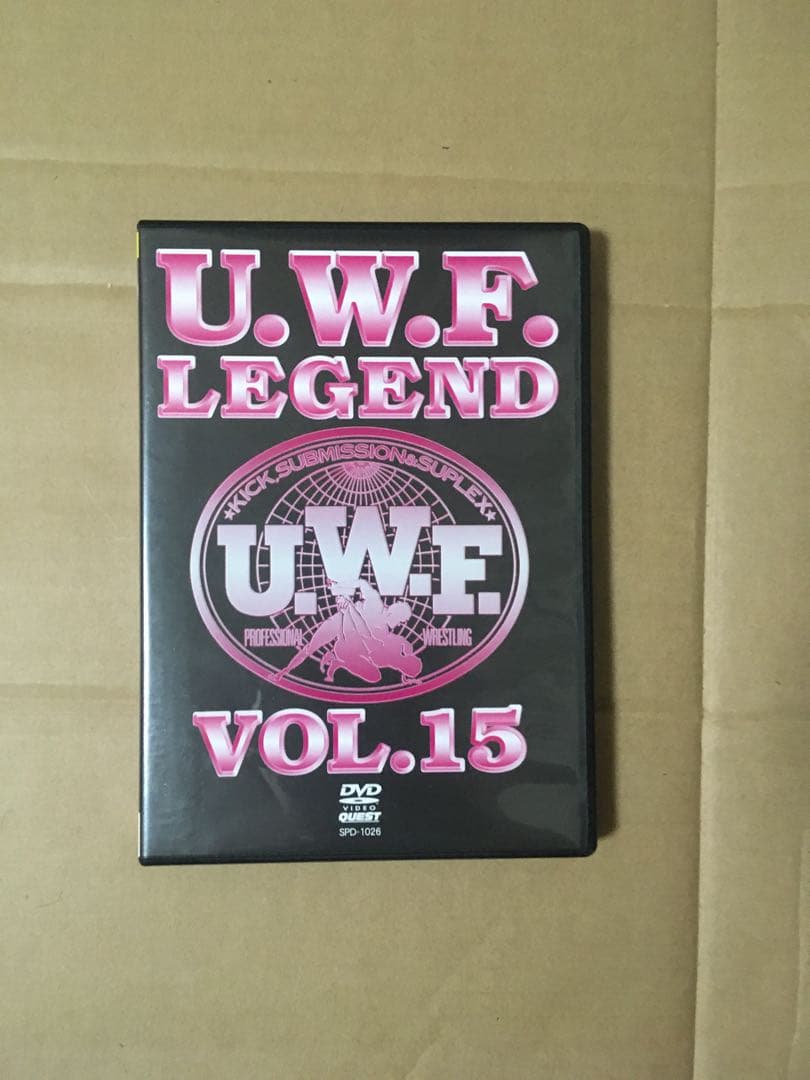 U.W.F.
LEGEND
★KICK, SUBMISSION & SUPLEX★
U.W.F.
PROFESSIONAL WRESTLING
VOL.15
DVD
VIDEO
QUEST
SPD-1026